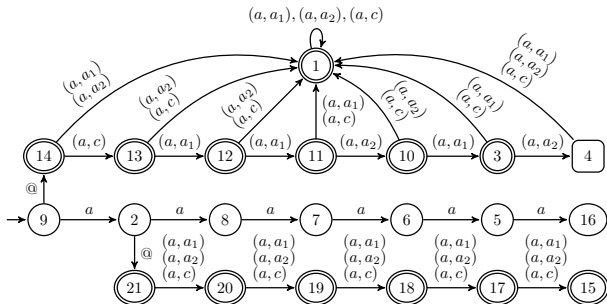 (a, a₁), (a, a₂), (a, c)
1
(a, a₁)
(a, a₂)
(a, a₂)
(a, c)
(a, a₂)
(a, c)
(a, a₁)
(a, c)
(a, a₂)
(a, c)
(a, a₁)
(a, c)
(a, a₁)
(a, a₂)
(a, c)
14 (a, c) 13 (a, a₁) 12 (a, a₁) 11 (a, a₂) 10 (a, a₁) 3 (a, a₂) 4
@
9 a 2 a 8 a 7 a 6 a 5 a 16
@
(a, a₁) (a, a₁) (a, a₁) (a, a₁) (a, a₁)
(a, a₂) (a, a₂) (a, a₂) (a, a₂) (a, a₂)
(a, c) (a, c) (a, c) (a, c) (a, c)
21 20 19 18 17 15